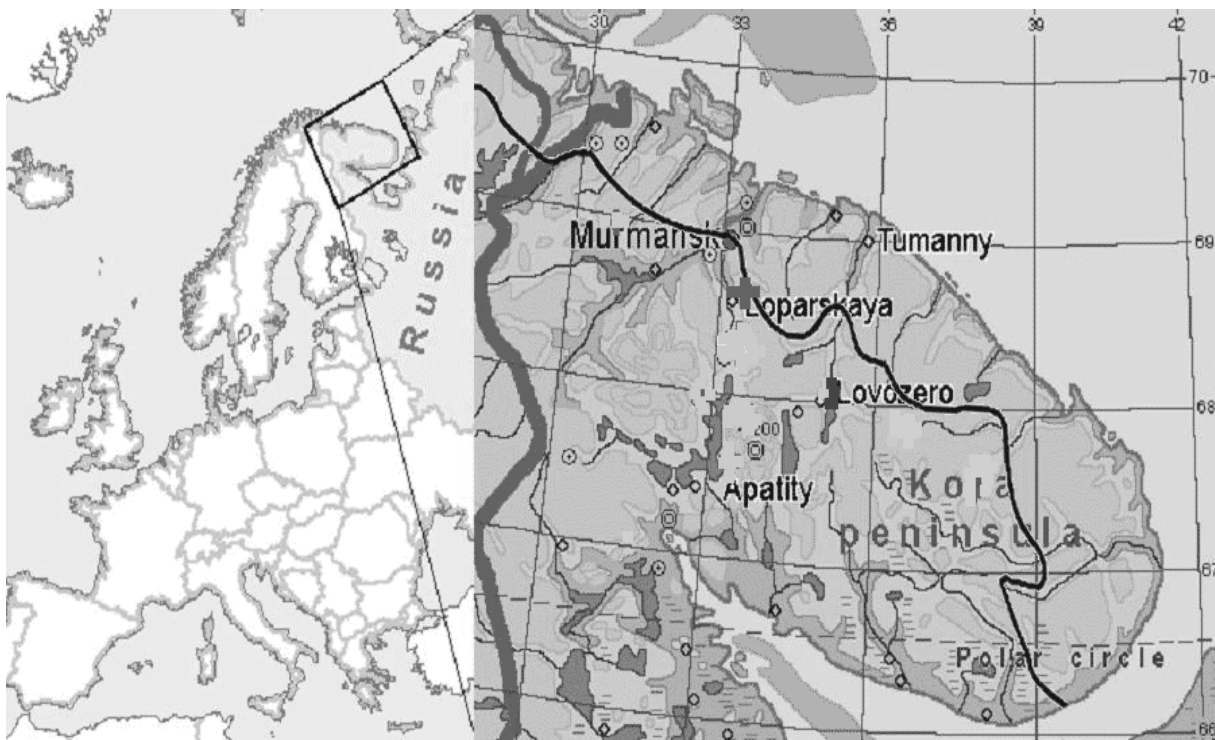 30 33 36 39 42
70
Russia
Murmansk
Tumanny
69
Loparskaya
Lovozero
68
200
Apatity
Kola
peninsula
67
Polar circle
66